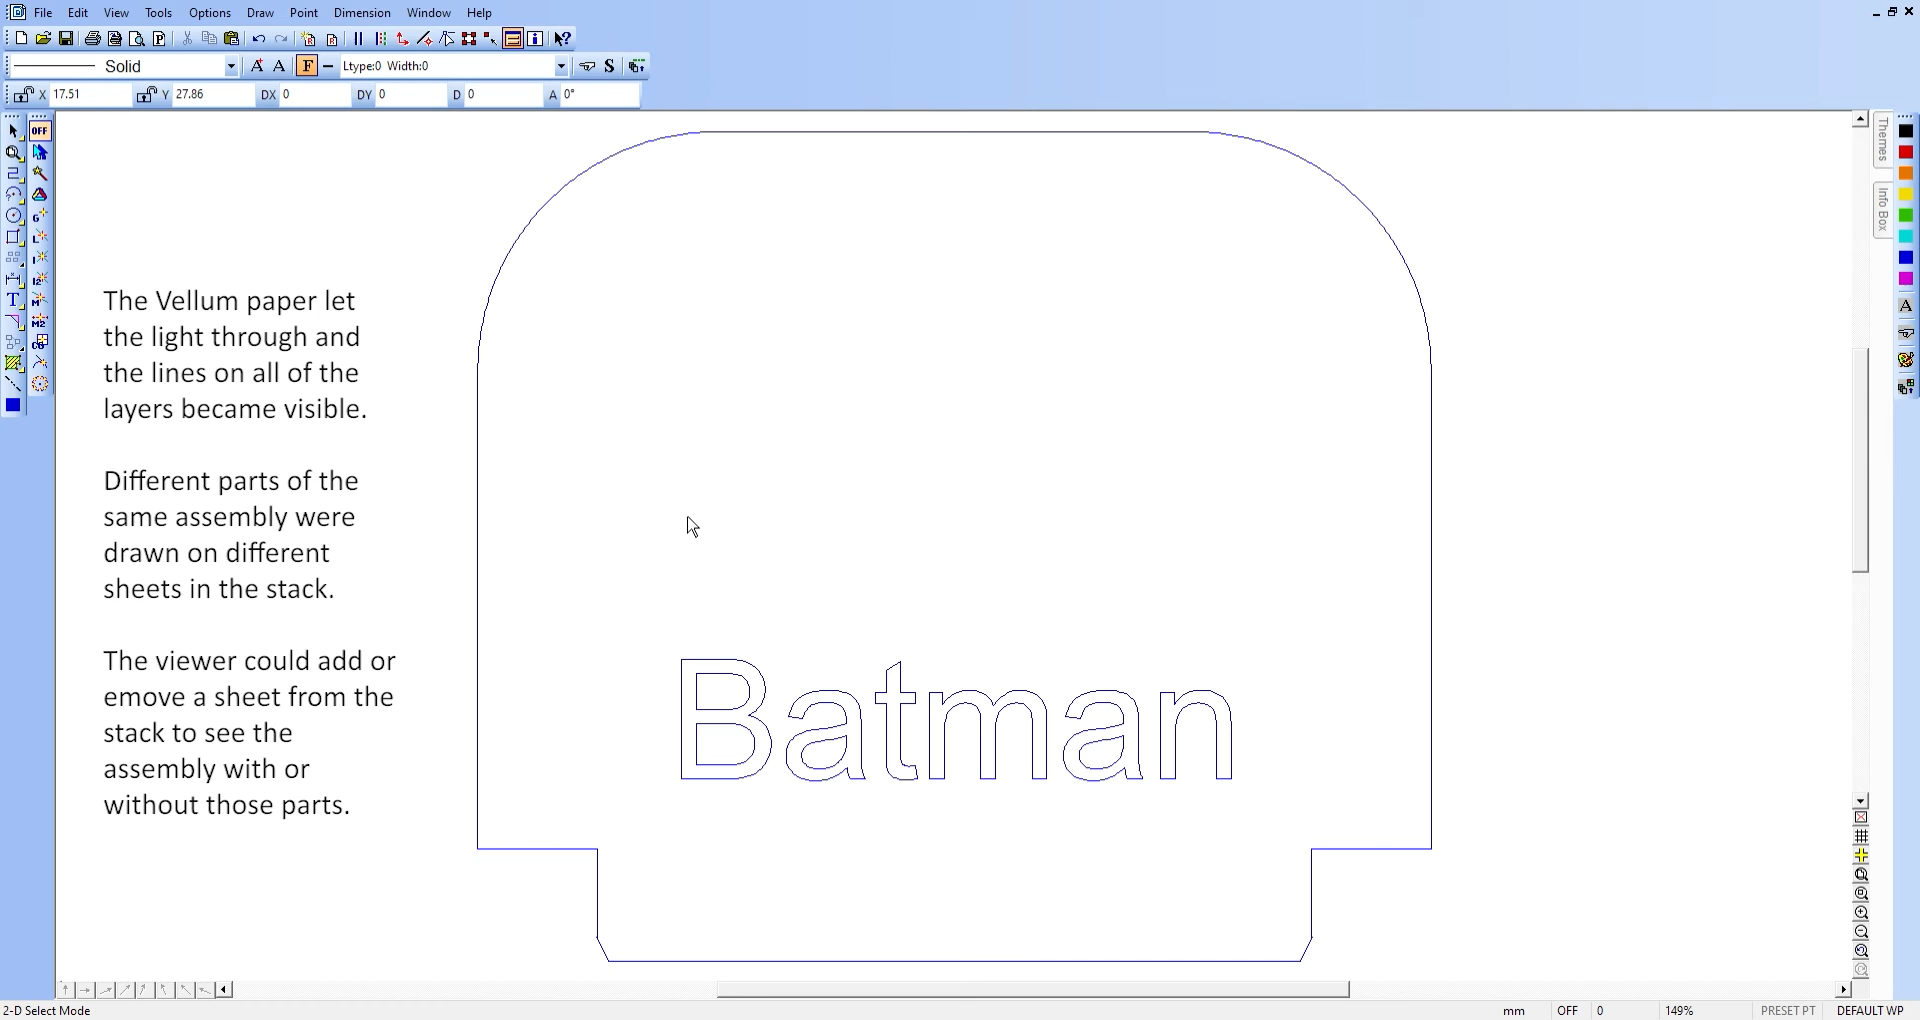 File Edit View Tools Options Draw Point Dimension Window Help
Solid A A F Ltype:0 Width:0 S
X 17.51 Y 27.86 DX 0 DY 0 D 0 A 0°
OFF
Themes
Info Box
The Vellum paper let
the light through and
the lines on all of the
layers became visible.
Different parts of the
same assembly were
drawn on different
sheets in the stack.
The viewer could add or
emove a sheet from the
stack to see the
assembly with or
without those parts.
Batman
2-D Select Mode mm OFF 0 149% PRESET PT DEFAULT WP